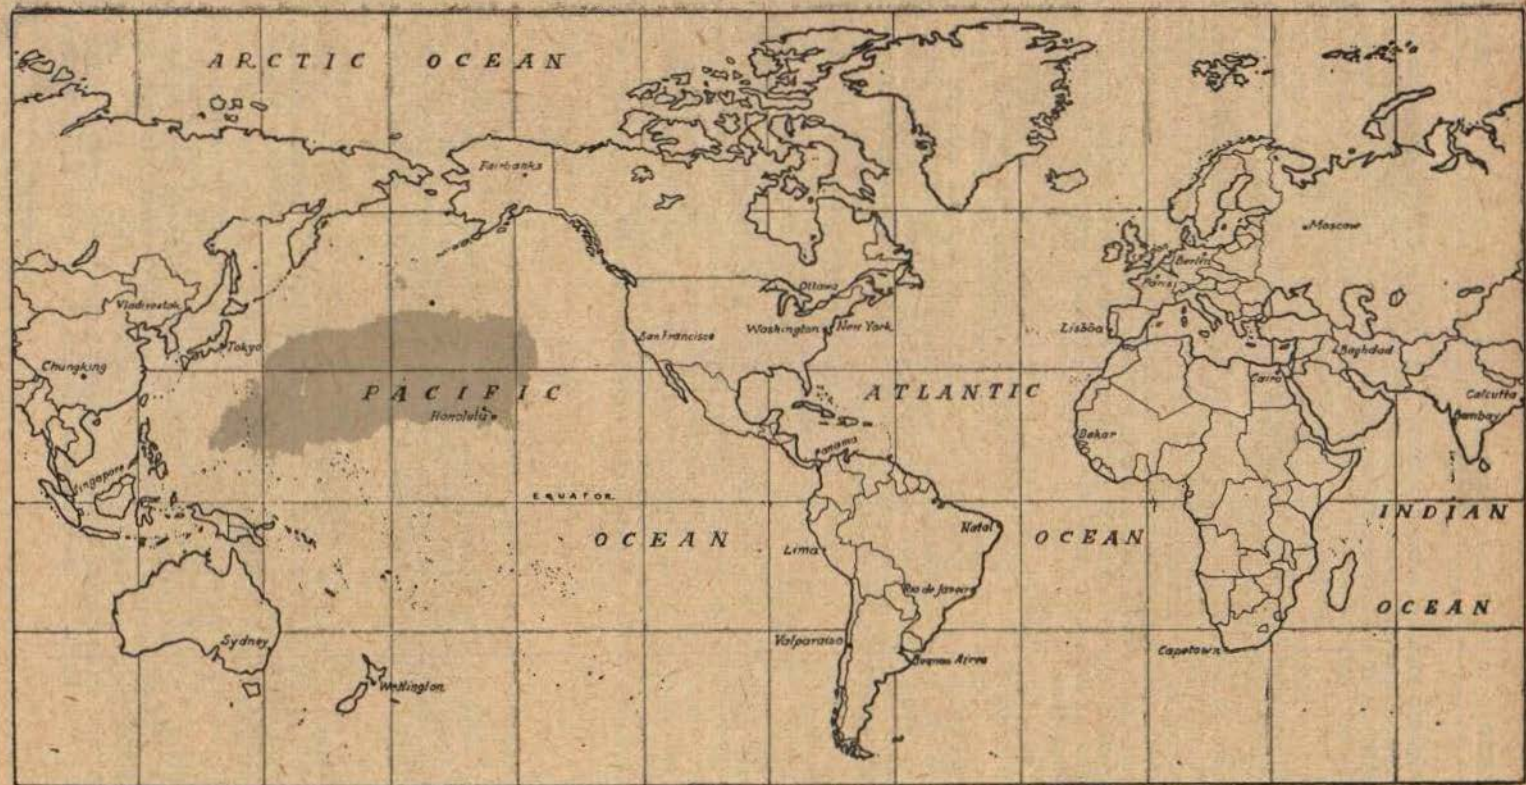 ARCTIC OCEAN
Fairbanks
Moscow
Berlin
Paris
Vladivostok
Ottawa
San Francisco
Washington
New York
Lisbôa
Tokyo
Baghdad
Chungking
Cairo
PACIFIC
ATLANTIC
Calcutta
Honolulu
Bombay
Dakar
Panama
Singapore
EQUATOR
INDIAN
Natal
OCEAN
OCEAN
Lima
Rio de Janeiro
OCEAN
Sydney
Valparaiso
Capetown
Buenos Aires
Wellington